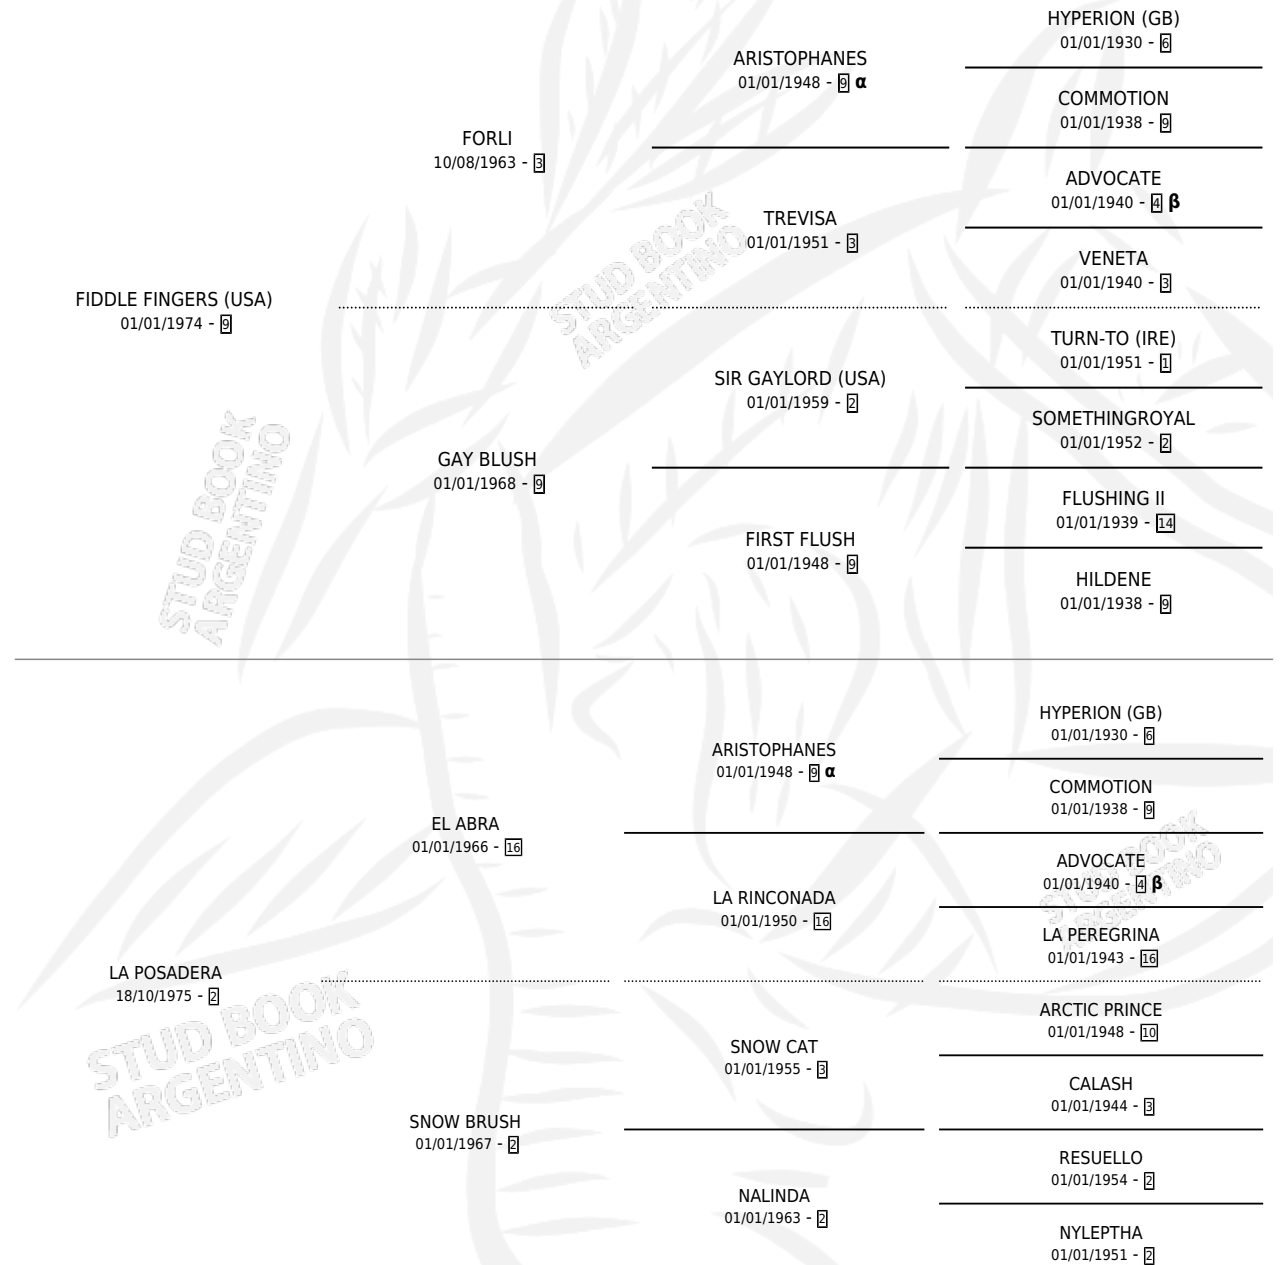 HYPERION (GB)
01/01/1930 - 6
ARISTOPHANES
01/01/1948 - 9 α
COMMOTION
01/01/1938 - 9
FORLI
10/08/1963 - 3
ADVOCATE
01/01/1940 - 4 β
TREVISA
01/01/1951 - 3
VENETA
01/01/1940 - 3
FIDDLE FINGERS (USA)
01/01/1974 - 9
TURN-TO (IRE)
01/01/1951 - 1
SIR GAYLORD (USA)
01/01/1959 - 2
SOMETHINGROYAL
01/01/1952 - 2
GAY BLUSH
01/01/1968 - 9
FLUSHING II
01/01/1939 - 14
FIRST FLUSH
01/01/1948 - 9
HILDENE
01/01/1938 - 9
STUD BOOK
ARGENTINO
STUD BOOK
ARGENTINO
HYPERION (GB)
01/01/1930 - 6
ARISTOPHANES
01/01/1948 - 9 α
COMMOTION
01/01/1938 - 9
EL ABRA
01/01/1966 - 16
ADVOCATE
01/01/1940 - 4 β
LA RINCONADA
01/01/1950 - 16
LA PEREGRINA
01/01/1943 - 16
LA POSADERA
18/10/1975 - 2
ARCTIC PRINCE
01/01/1948 - 10
SNOW CAT
01/01/1955 - 3
CALASH
01/01/1944 - 3
SNOW BRUSH
01/01/1967 - 2
RESUELLO
01/01/1954 - 2
NALINDA
01/01/1963 - 2
NYLEPTHA
01/01/1951 - 2
STUD BOOK
ARGENTINO
STUD BOOK
ARGENTINO